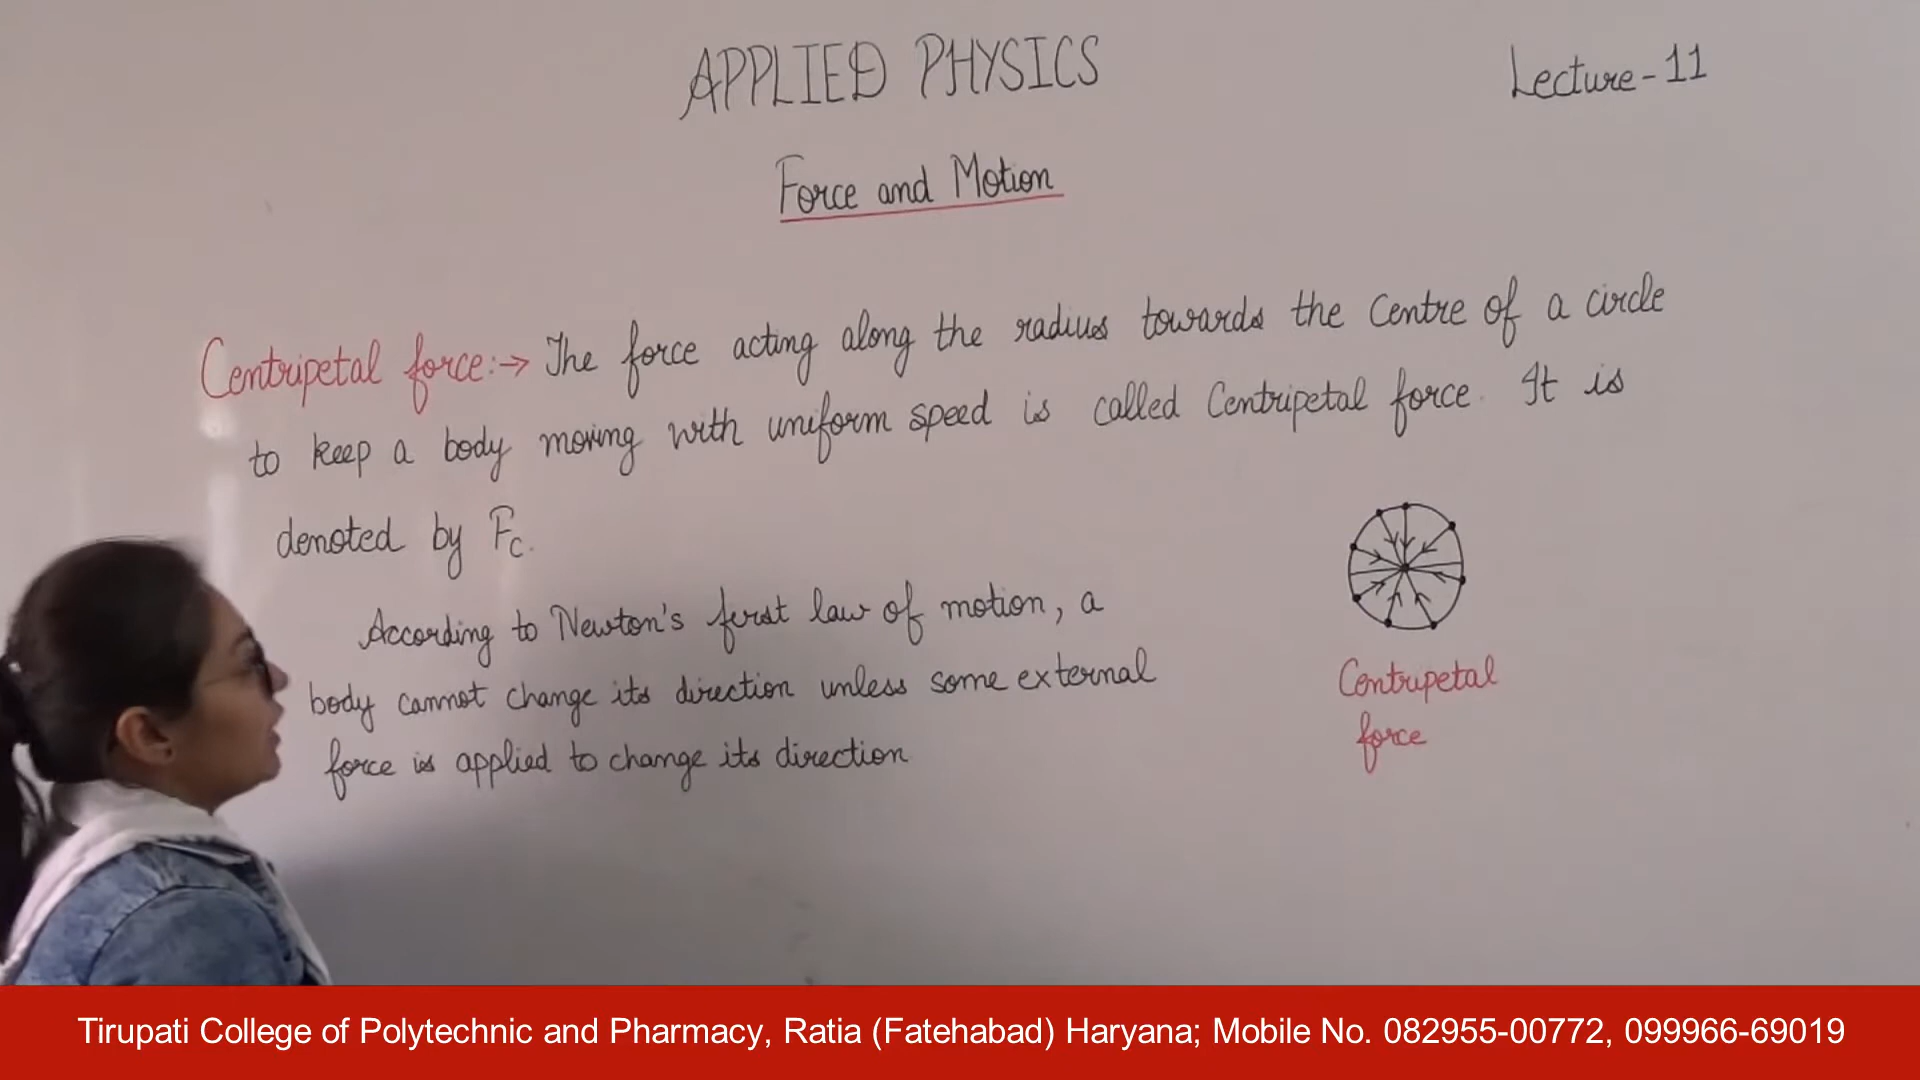 APPLIED PHYSICS
Lecture-11
Force and Motion
Centripetal force:→ The force acting along the radius towards the Centre of a circle
to keep a body moving with uniform speed is called Centripetal force. It is
denoted by Fc.
According to Newton's first law of motion, a
body cannot change its direction unless some external
force is applied to change its direction
Centripetal
force
Tirupati College of Polytechnic and Pharmacy, Ratia (Fatehabad) Haryana; Mobile No. 082955-00772, 099966-69019